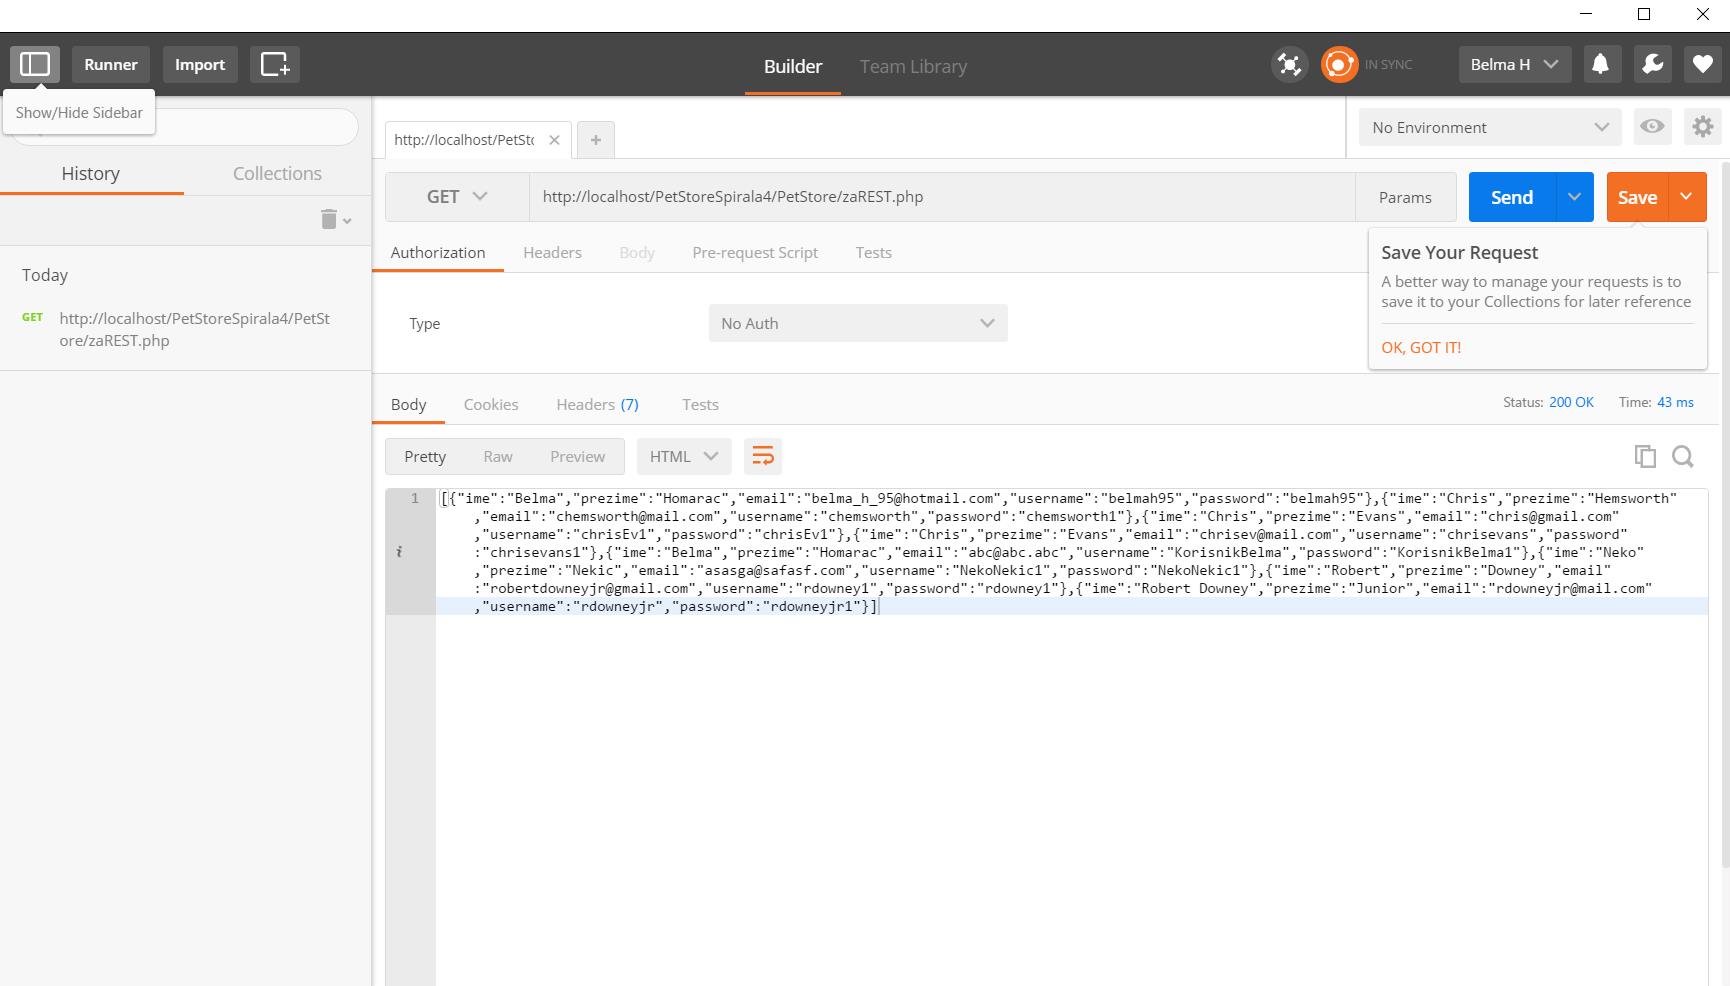 Runner
Import
Builder
Team Library
IN SYNC
Belma H
Show/Hide Sidebar
http://localhost/PetSto
No Environment
History
Collections
GET
http://localhost/PetStoreSpirala4/PetStore/zaREST.php
Params
Send
Save
Authorization
Headers
Body
Pre-request Script
Tests
Save Your Request
A better way to manage your requests is to
save it to your Collections for later reference
OK, GOT IT!
Today
GET
http://localhost/PetStoreSpirala4/PetSt
ore/zaREST.php
Type
No Auth
Body
Cookies
Headers (7)
Tests
Status: 200 OK
Time: 43 ms
Pretty
Raw
Preview
HTML
1
i
[{"ime":"Belma","prezime":"Homarac","email":"belma_h_95@hotmail.com","username":"belmah95","password":"belmah95"},{"ime":"Chris","prezime":"Hemsworth"
,"email":"chemsworth@mail.com","username":"chemsworth","password":"chemsworth1"},{"ime":"Chris","prezime":"Evans","email":"chris@gmail.com"
,"username":"chrisEv1","password":"chrisEv1"},{"ime":"Chris","prezime":"Evans","email":"chrisev@mail.com","username":"chrisevans","password"
:"chrisevans1"},{"ime":"Belma","prezime":"Homarac","email":"abc@abc.abc","username":"KorisnikBelma","password":"KorisnikBelma1"},{"ime":"Neko"
,"prezime":"Nekic","email":"asasga@safasf.com","username":"NekoNekic1","password":"NekoNekic1"},{"ime":"Robert","prezime":"Downey","email"
:"robertdowneyjr@gmail.com","username":"rdowney1","password":"rdowney1"},{"ime":"Robert Downey","prezime":"Junior","email":"rdowneyjr@mail.com"
,"username":"rdowneyjr","password":"rdowneyjr1"}]